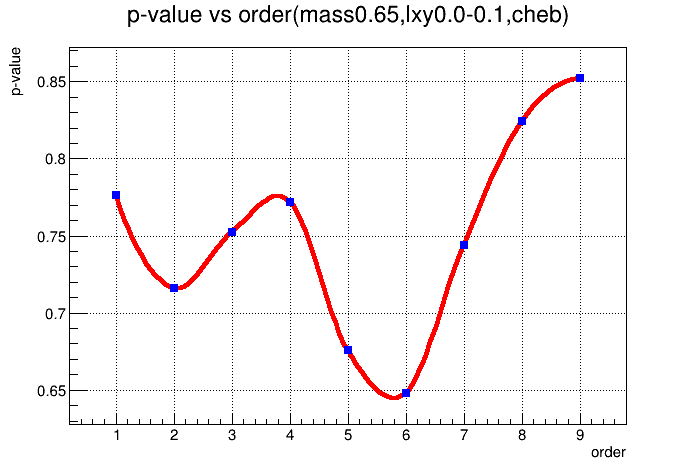 p-value vs order(mass0.65,lxy0.0-0.1,cheb)
p-value
0.85
0.8
0.75
0.7
0.65
1 2 3 4 5 6 7 8 9
order